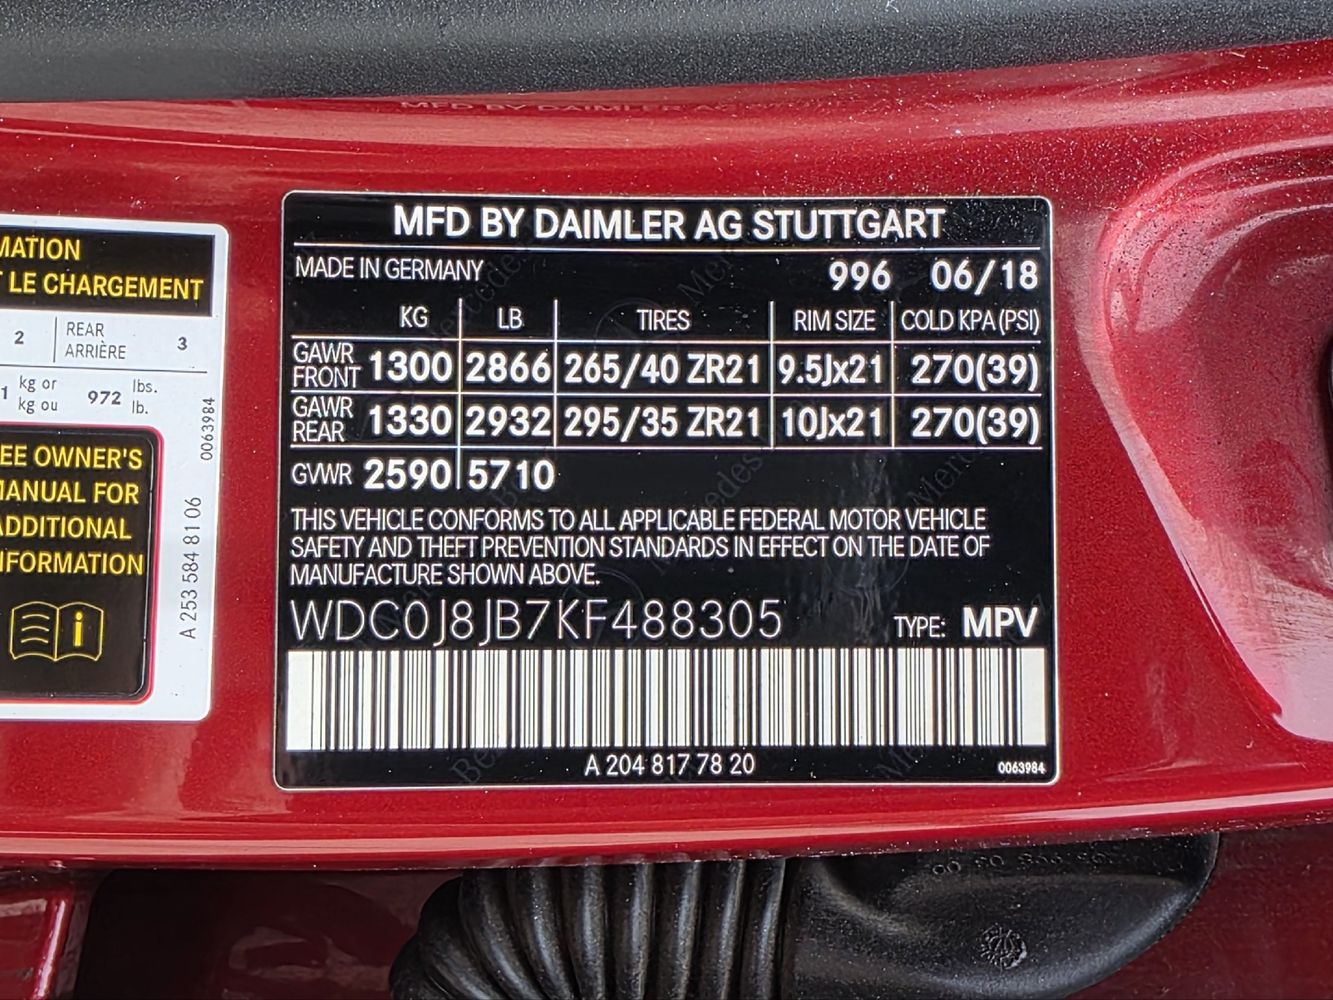 MATION
T LE CHARGEMENT
2 REAR ARRIÈRE 3
1 kg or kg ou 972 lbs. lb.
EE OWNER'S
MANUAL FOR
ADDITIONAL
NFORMATION
A 253 584 81 06
0063984
MFD BY DAIMLER AG STUTTGART
MADE IN GERMANY 996 06/18
KG LB TIRES RIM SIZE COLD KPA (PSI)
GAWR FRONT 1300 2866 265/40 ZR21 9.5Jx21 270(39)
GAWR REAR 1330 2932 295/35 ZR21 10Jx21 270(39)
GVWR 2590 5710
THIS VEHICLE CONFORMS TO ALL APPLICABLE FEDERAL MOTOR VEHICLE
SAFETY AND THEFT PREVENTION STANDARDS IN EFFECT ON THE DATE OF
MANUFACTURE SHOWN ABOVE.
WDC0J8JB7KF488305 TYPE: MPV
A 204 817 78 20 0063984